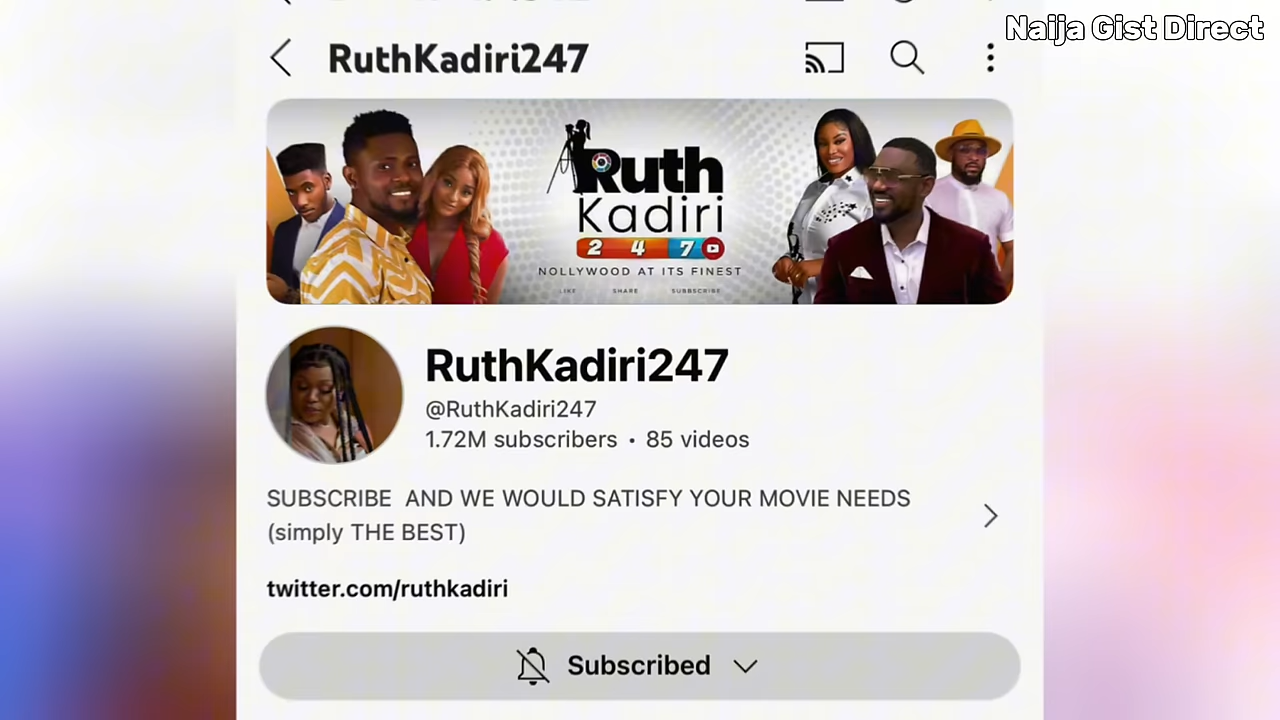 Naija Gist Direct
RuthKadiri247
Ruth
Kadiri
2 4 7
NOLLYWOOD AT ITS FINEST
LIKE SHARE SUBSCRIBE
RuthKadiri247
@RuthKadiri247
1.72M subscribers • 85 videos
SUBSCRIBE AND WE WOULD SATISFY YOUR MOVIE NEEDS
(simply THE BEST)
twitter.com/ruthkadiri
Subscribed